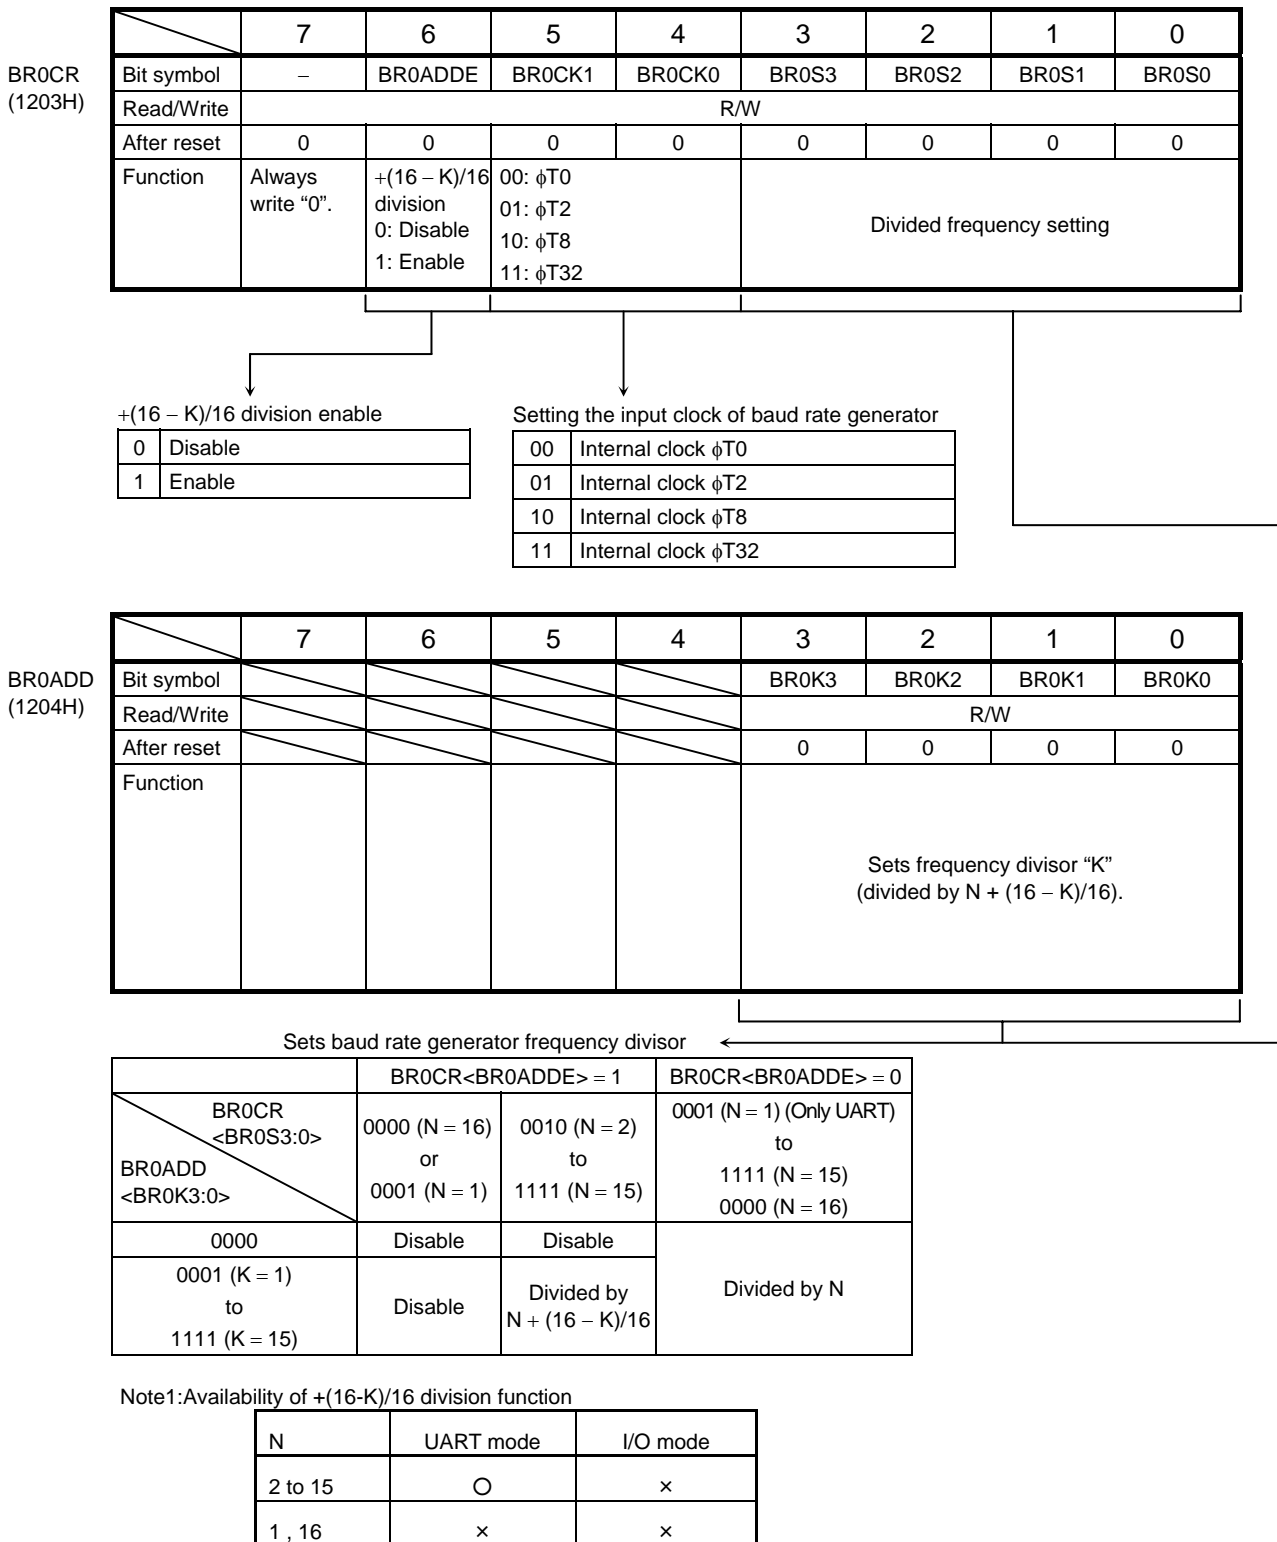 7 6 5 4 3 2 1 0
BR0CR
(1203H)
Bit symbol – BR0ADDE BR0CK1 BR0CK0 BR0S3 BR0S2 BR0S1 BR0S0
Read/Write R/W
After reset 0 0 0 0 0 0 0 0
Function
Always
write “0”.
+(16 – K)/16
division
0: Disable
1: Enable
00: ϕT0
01: ϕT2
10: ϕT8
11: ϕT32
Divided frequency setting
+(16 – K)/16 division enable
0 Disable
1 Enable
Setting the input clock of baud rate generator
00 Internal clock ϕT0
01 Internal clock ϕT2
10 Internal clock ϕT8
11 Internal clock ϕT32
7 6 5 4 3 2 1 0
BR0ADD
(1204H)
Bit symbol BR0K3 BR0K2 BR0K1 BR0K0
Read/Write R/W
After reset 0 0 0 0
Function
Sets frequency divisor “K”
(divided by N + (16 – K)/16).
Sets baud rate generator frequency divisor
BR0CR<BR0ADDE> = 1 BR0CR<BR0ADDE> = 0
BR0CR
<BR0S3:0>
BR0ADD
<BR0K3:0>
0000 (N = 16)
or
0001 (N = 1)
0010 (N = 2)
to
1111 (N = 15)
0001 (N = 1) (Only UART)
to
1111 (N = 15)
0000 (N = 16)
0000 Disable Disable
0001 (K = 1)
to
1111 (K = 15)
Disable
Divided by
N + (16 – K)/16
Divided by N
Note1:Availability of +(16-K)/16 division function
N UART mode I/O mode
2 to 15 ○ ×
1 , 16 × ×